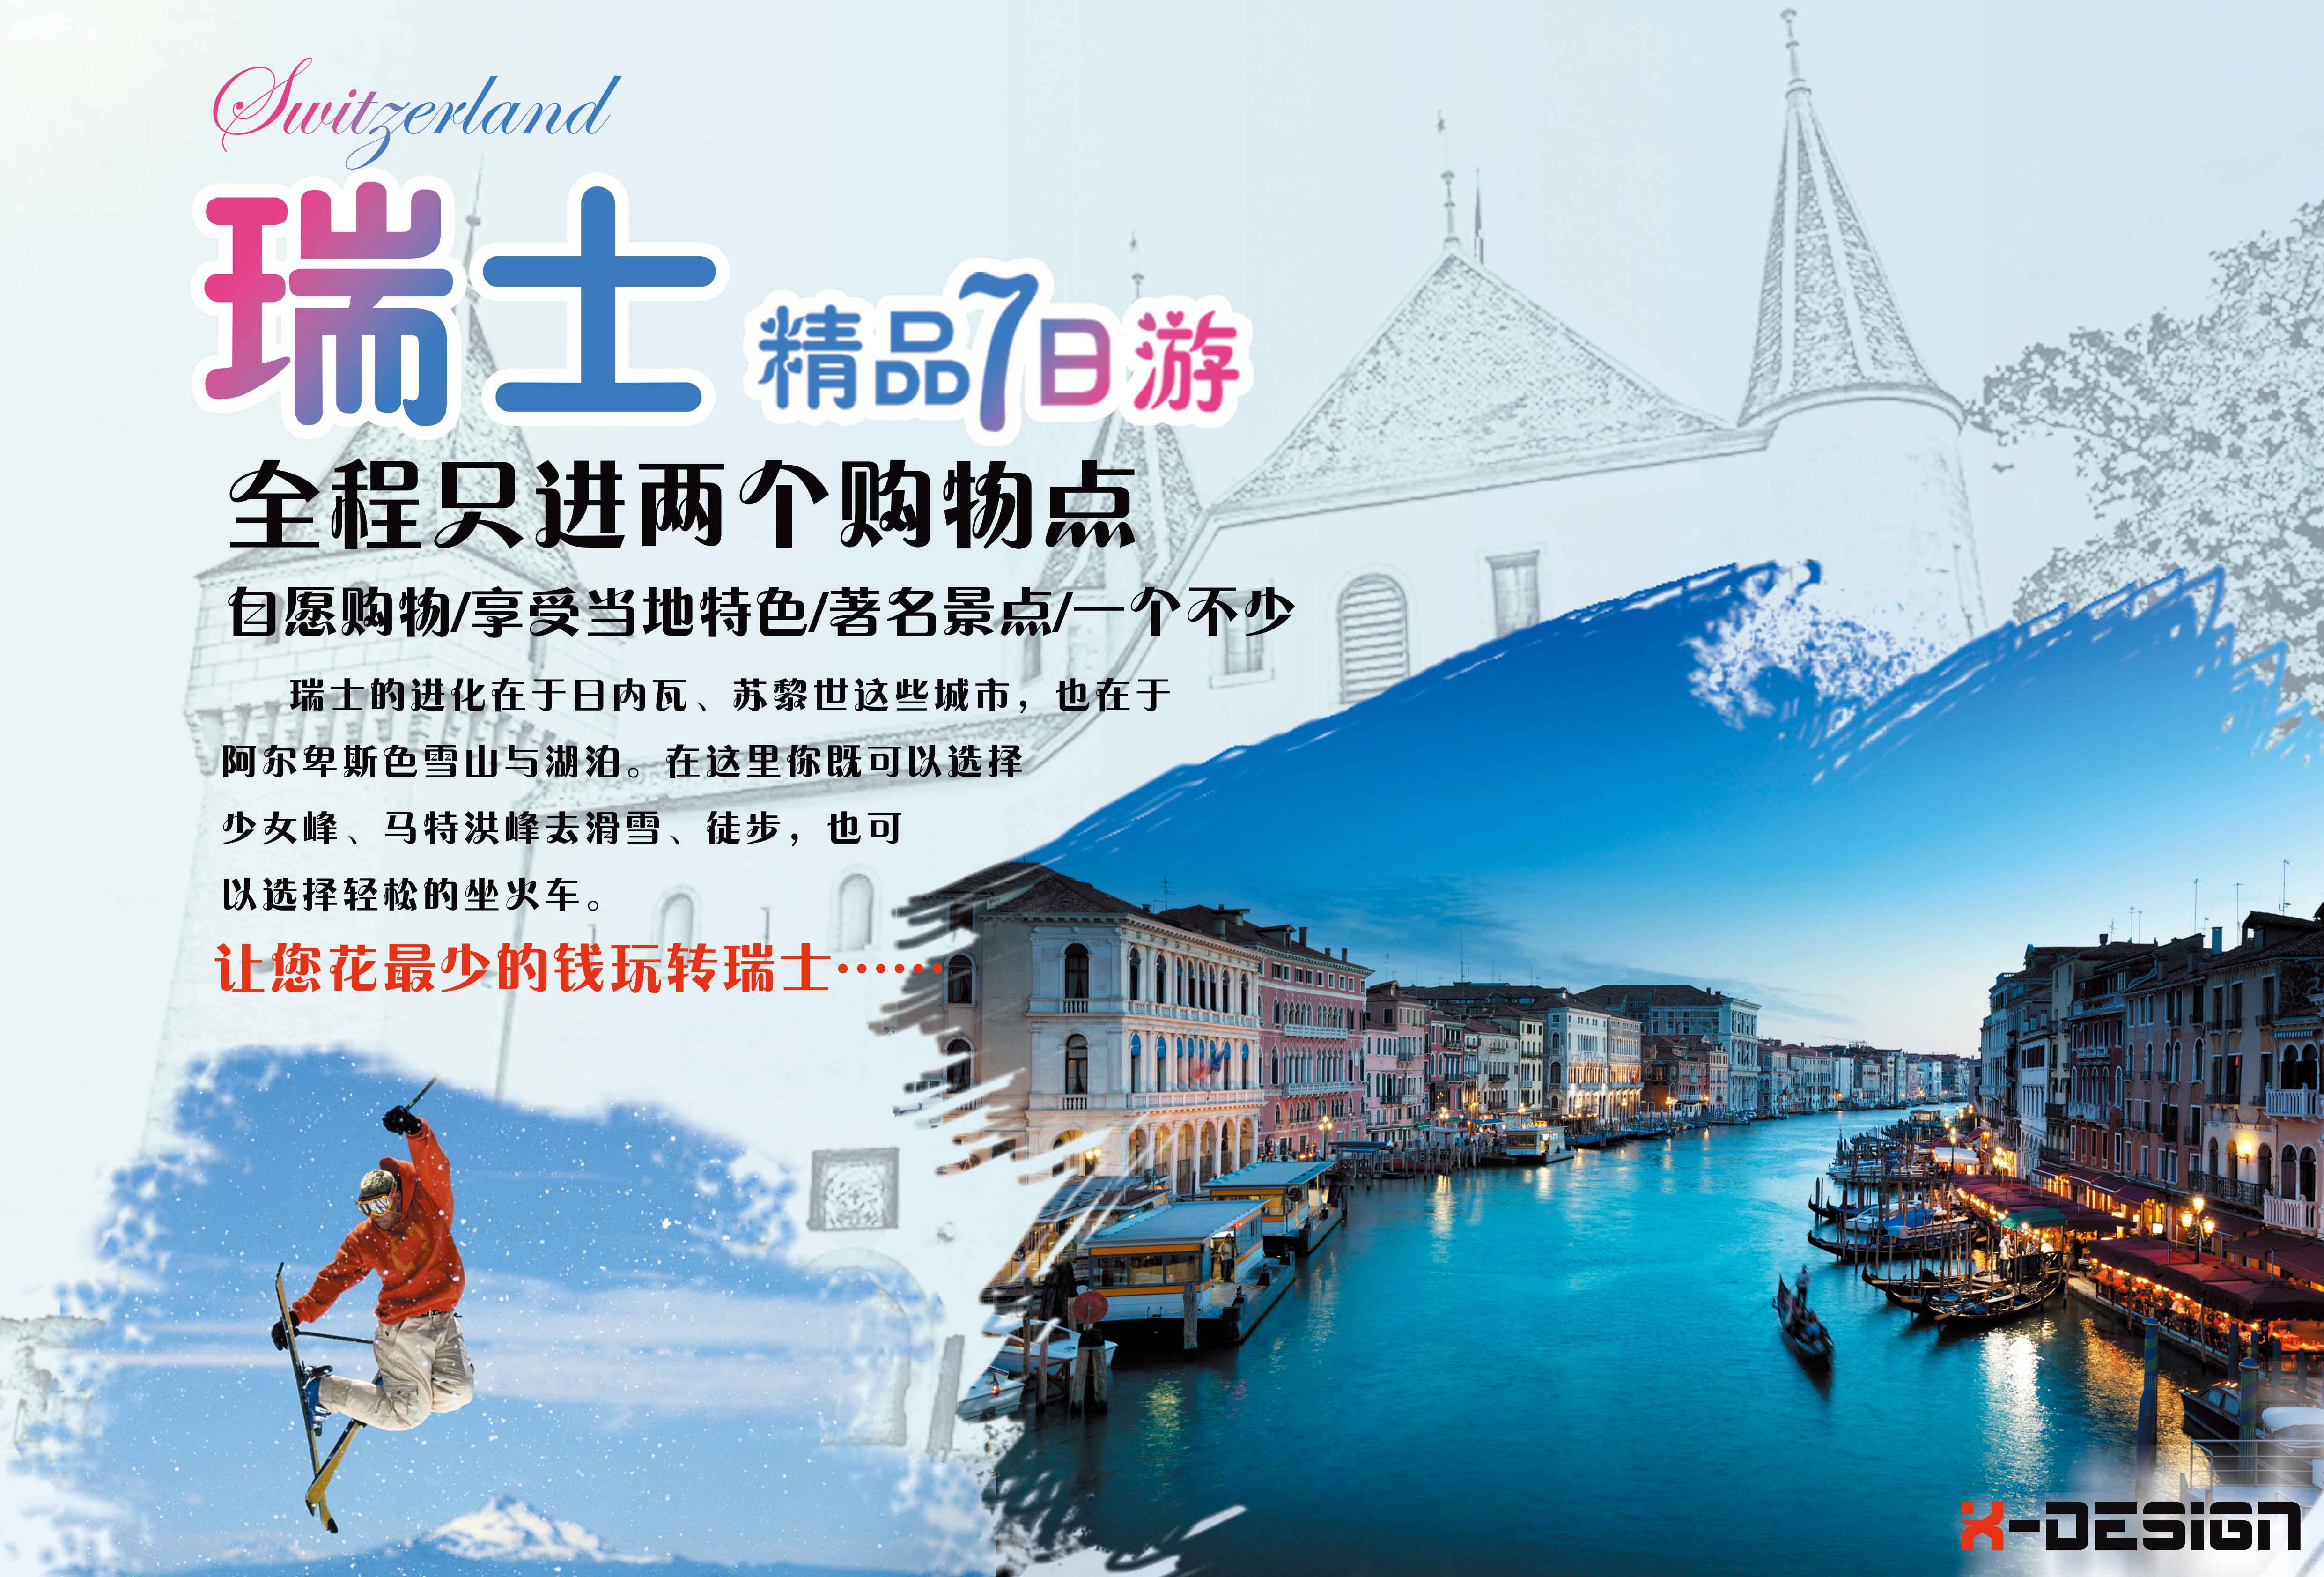 Switzerland
瑞士 精品7日游
全程只进两个购物点
自愿购物/享受当地特色/著名景点/一个不少
瑞士的进化在于日内瓦、苏黎世这些城市，也在于
阿尔卑斯色雪山与湖泊。在这里你既可以选择
少女峰、马特洪峰去滑雪、徒步，也可
以选择轻松的坐火车。
让您花最少的钱玩转瑞士……
X-DESIGN